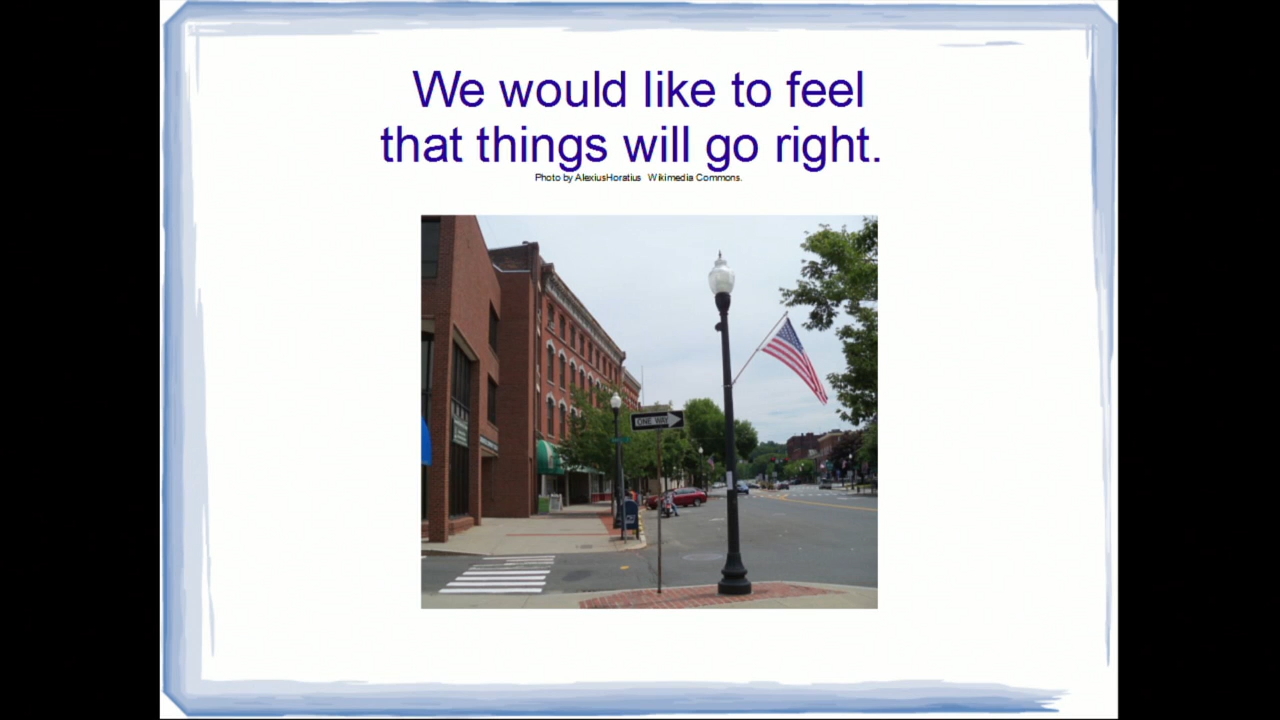 We would like to feel
that things will go right.
Photo by AlexiusHoratius Wikimedia Commons.
ONE WAY